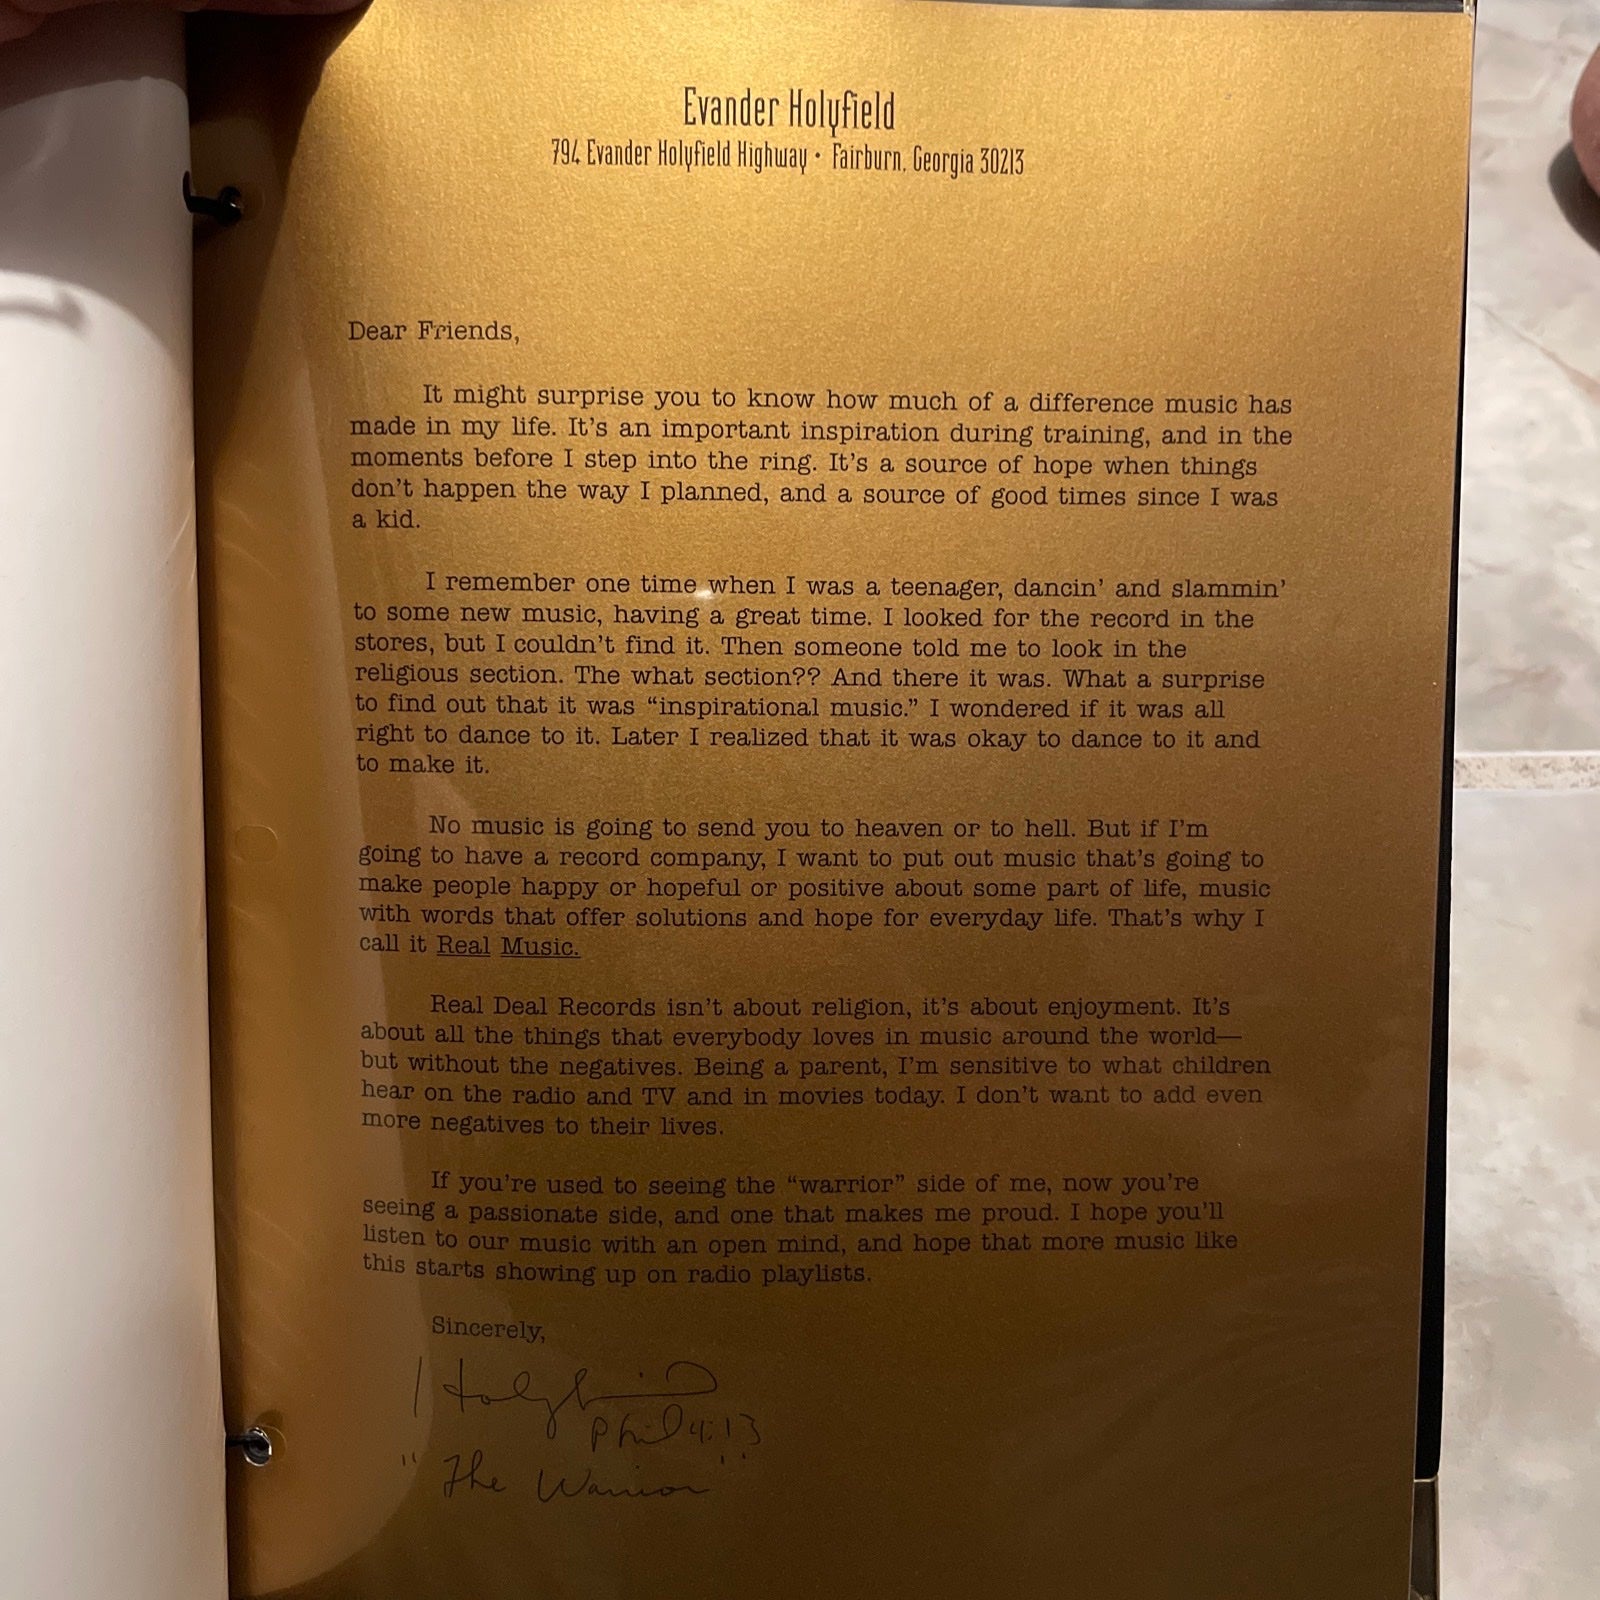 Evander Holyfield
794 Evander Holyfield Highway • Fairburn, Georgia 30213
Dear Friends,
It might surprise you to know how much of a difference music has
made in my life. It's an important inspiration during training, and in the
moments before I step into the ring. It's a source of hope when things
don't happen the way I planned, and a source of good times since I was
a kid.
I remember one time when I was a teenager, dancin' and slammin'
to some new music, having a great time. I looked for the record in the
stores, but I couldn't find it. Then someone told me to look in the
religious section. The what section?? And there it was. What a surprise
to find out that it was “inspirational music.” I wondered if it was all
right to dance to it. Later I realized that it was okay to dance to it and
to make it.
No music is going to send you to heaven or to hell. But if I'm
going to have a record company, I want to put out music that's going to
make people happy or hopeful or positive about some part of life, music
with words that offer solutions and hope for everyday life. That's why I
call it Real Music.
Real Deal Records isn't about religion, it's about enjoyment. It's
about all the things that everybody loves in music around the world—
but without the negatives. Being a parent, I'm sensitive to what children
hear on the radio and TV and in movies today. I don't want to add even
more negatives to their lives.
If you're used to seeing the “warrior” side of me, now you're
seeing a passionate side, and one that makes me proud. I hope you'll
listen to our music with an open mind, and hope that more music like
this starts showing up on radio playlists.
Sincerely,
Holyfield
Phil 4:13
"The Warrior"